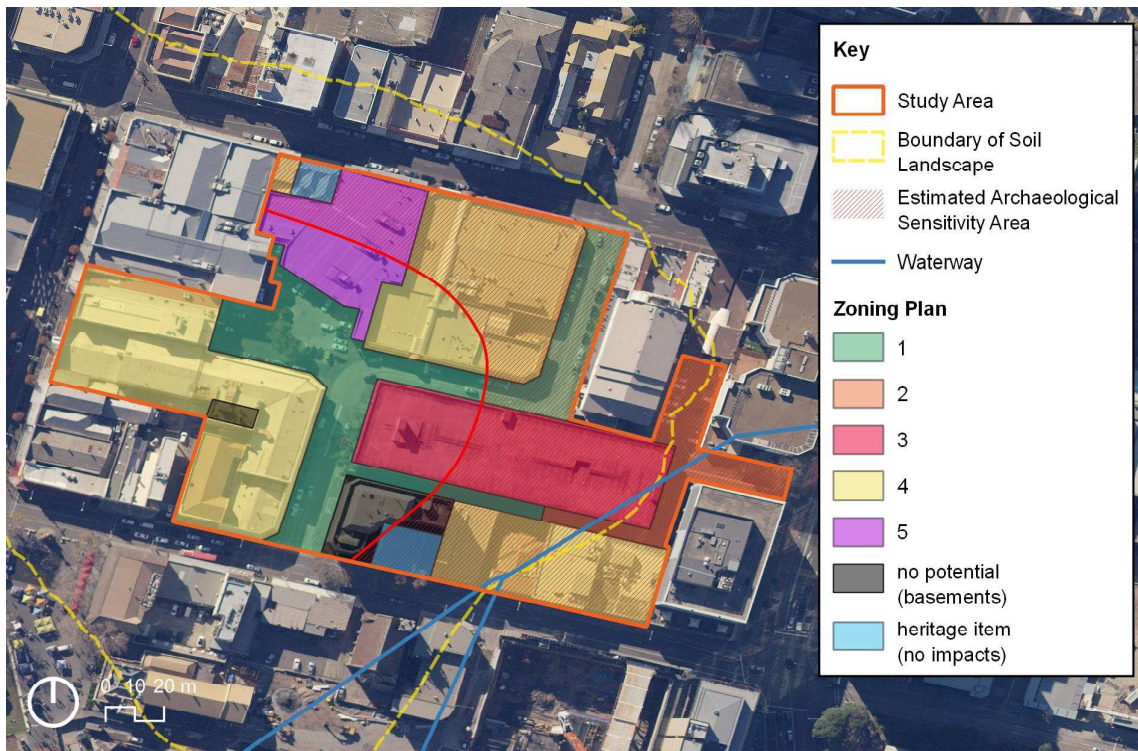 Key
Study Area
Boundary of Soil
Landscape
Estimated Archaeological
Sensitivity Area
Waterway
Zoning Plan
1
2
3
4
5
no potential
(basements)
heritage item
(no impacts)
0 10 20 m